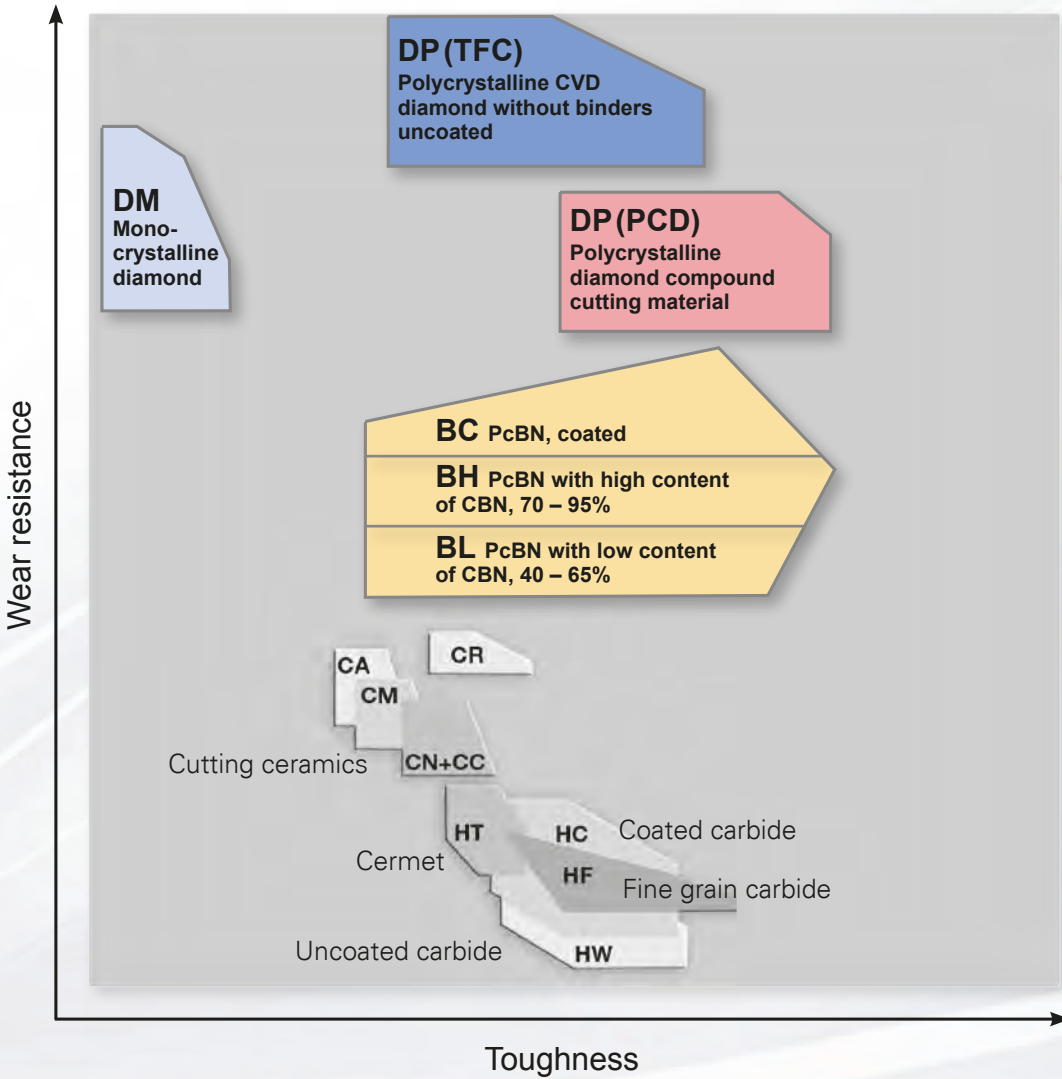 DP (TFC)
Polycrystalline CVD
diamond without binders
uncoated
DM
Mono-
crystalline
diamond
DP (PCD)
Polycrystalline
diamond compound
cutting material
BC PcBN, coated
BH PcBN with high content
of CBN, 70 – 95%
BL PcBN with low content
of CBN, 40 – 65%
Wear resistance
CR
CA
CM
Cutting ceramics
CN+CC
HT
HC
Coated carbide
Cermet
HF
Fine grain carbide
Uncoated carbide
HW
Toughness